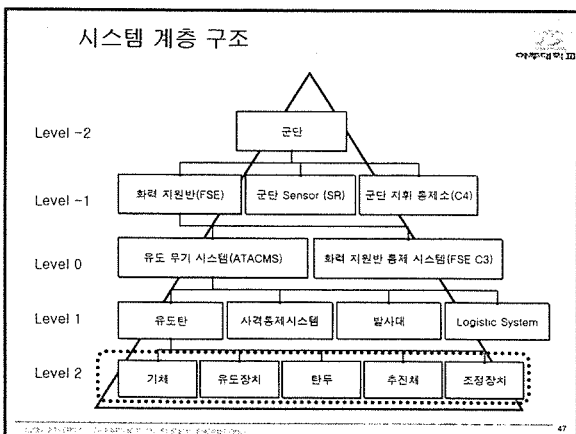 시스템 계층 구조
Level -2
군단
Level -1
화력 지원반(FSE)
군단 Sensor (SR)
군단 지휘 통제소(C4)
Level 0
유도 무기 시스템(ATACMS)
화력 지원반 통제 시스템(FSE C3)
Level 1
유도탄
사격통제시스템
발사대
Logistic System
Level 2
기체
유도장치
탄두
추진체
조정장치
47